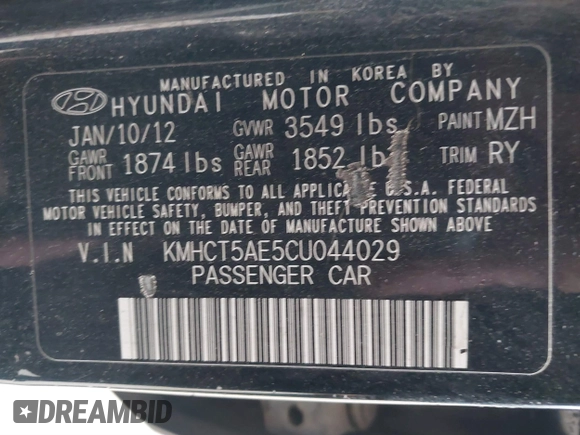 MANUFACTURED IN KOREA BY
HYUNDAI MOTOR COMPANY
JAN/10/12 GVWR 3549 lbs PAINT MZH
GAWR FRONT 1874 lbs GAWR REAR 1852 TRIM RY
THIS VEHICLE CONFORMS TO ALL U.S.A. FEDERAL
MOTOR VEHICLE SAFETY, BUMPER, AND THEFT PREVENTION STANDARDS
IN EFFECT ON THE DATE OF MANUFACTURE SHOWN ABOVE
V.I.N KMHCT5AE5CU044029
PASSENGER CAR
DREAMBID